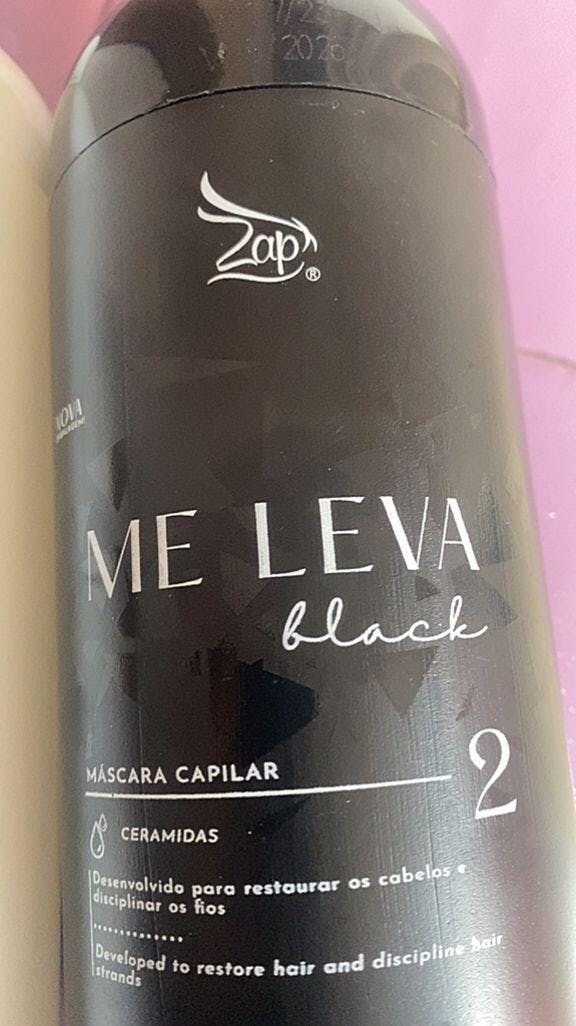 2026
Zap®
NOVA
ME LEVA
black
2
MÁSCARA CAPILAR
CERAMIDAS
Desenvolvido para restaurar os cabelos e
disciplinar os fios
Developed to restore hair and discipline hair
strands